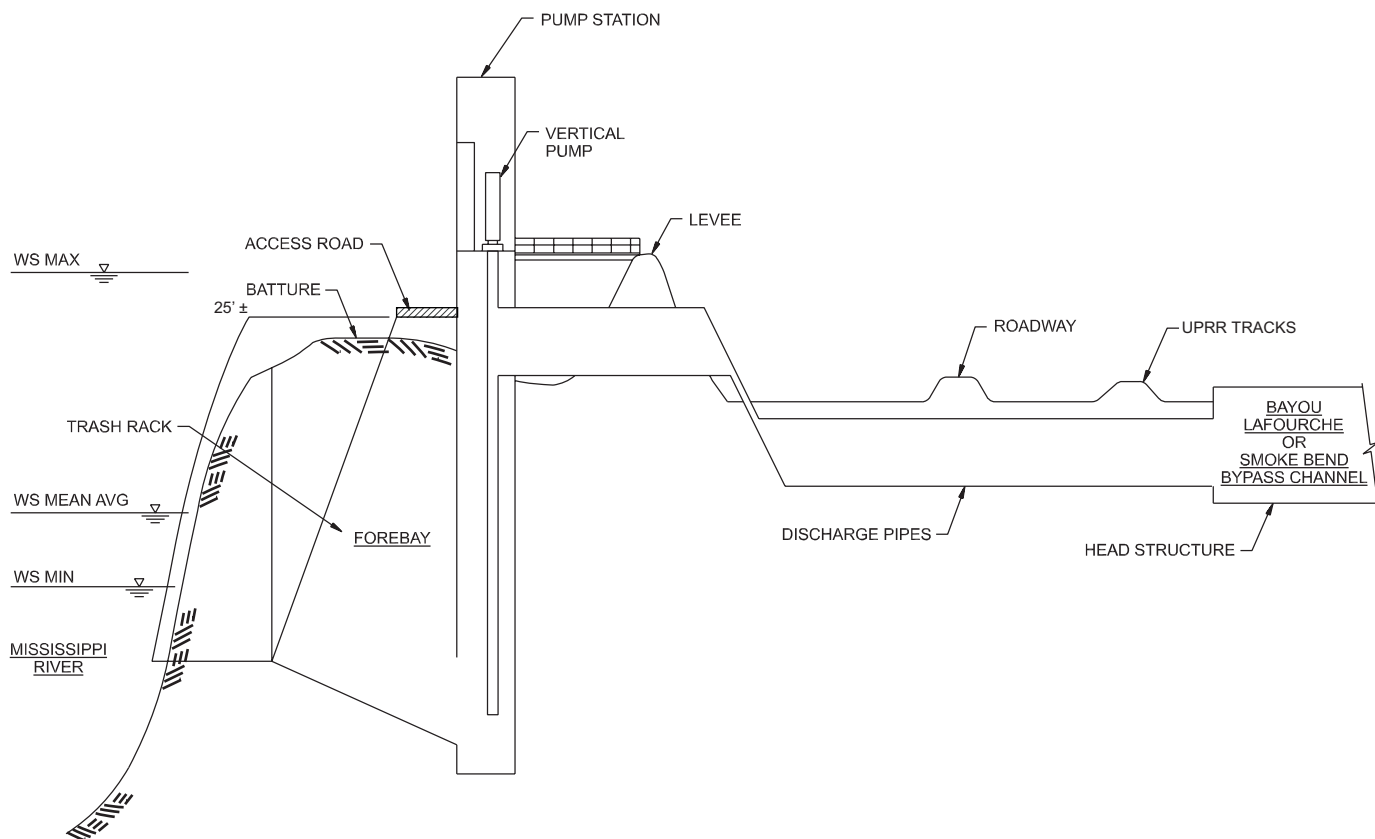 PUMP STATION
VERTICAL
PUMP
LEVEE
ACCESS ROAD
WS MAX
BATTURE
25' ±
ROADWAY
UPRR TRACKS
BAYOU
LAFOURCHE
OR
SMOKE BEND
BYPASS CHANNEL
TRASH RACK
WS MEAN AVG
FOREBAY
DISCHARGE PIPES
HEAD STRUCTURE
WS MIN
MISSISSIPPI
RIVER